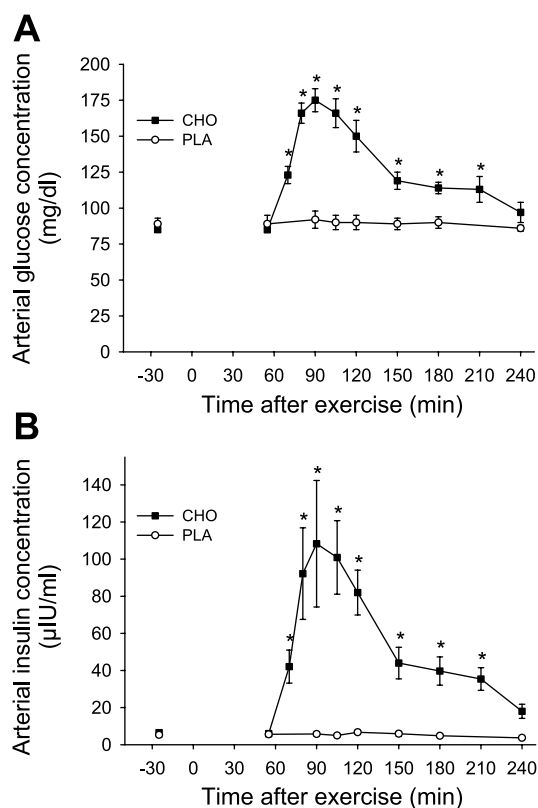 A
200
175
150
125
100
75
50
25
0
Arterial glucose concentration
(mg/dl)
CHO
PLA
* * * * * * * *
-30 0 30 60 90 120 150 180 210 240
Time after exercise (min)
B
140
120
100
80
60
40
20
0
Arterial insulin concentration
(µIU/ml)
CHO
PLA
* * * * * * * *
-30 0 30 60 90 120 150 180 210 240
Time after exercise (min)